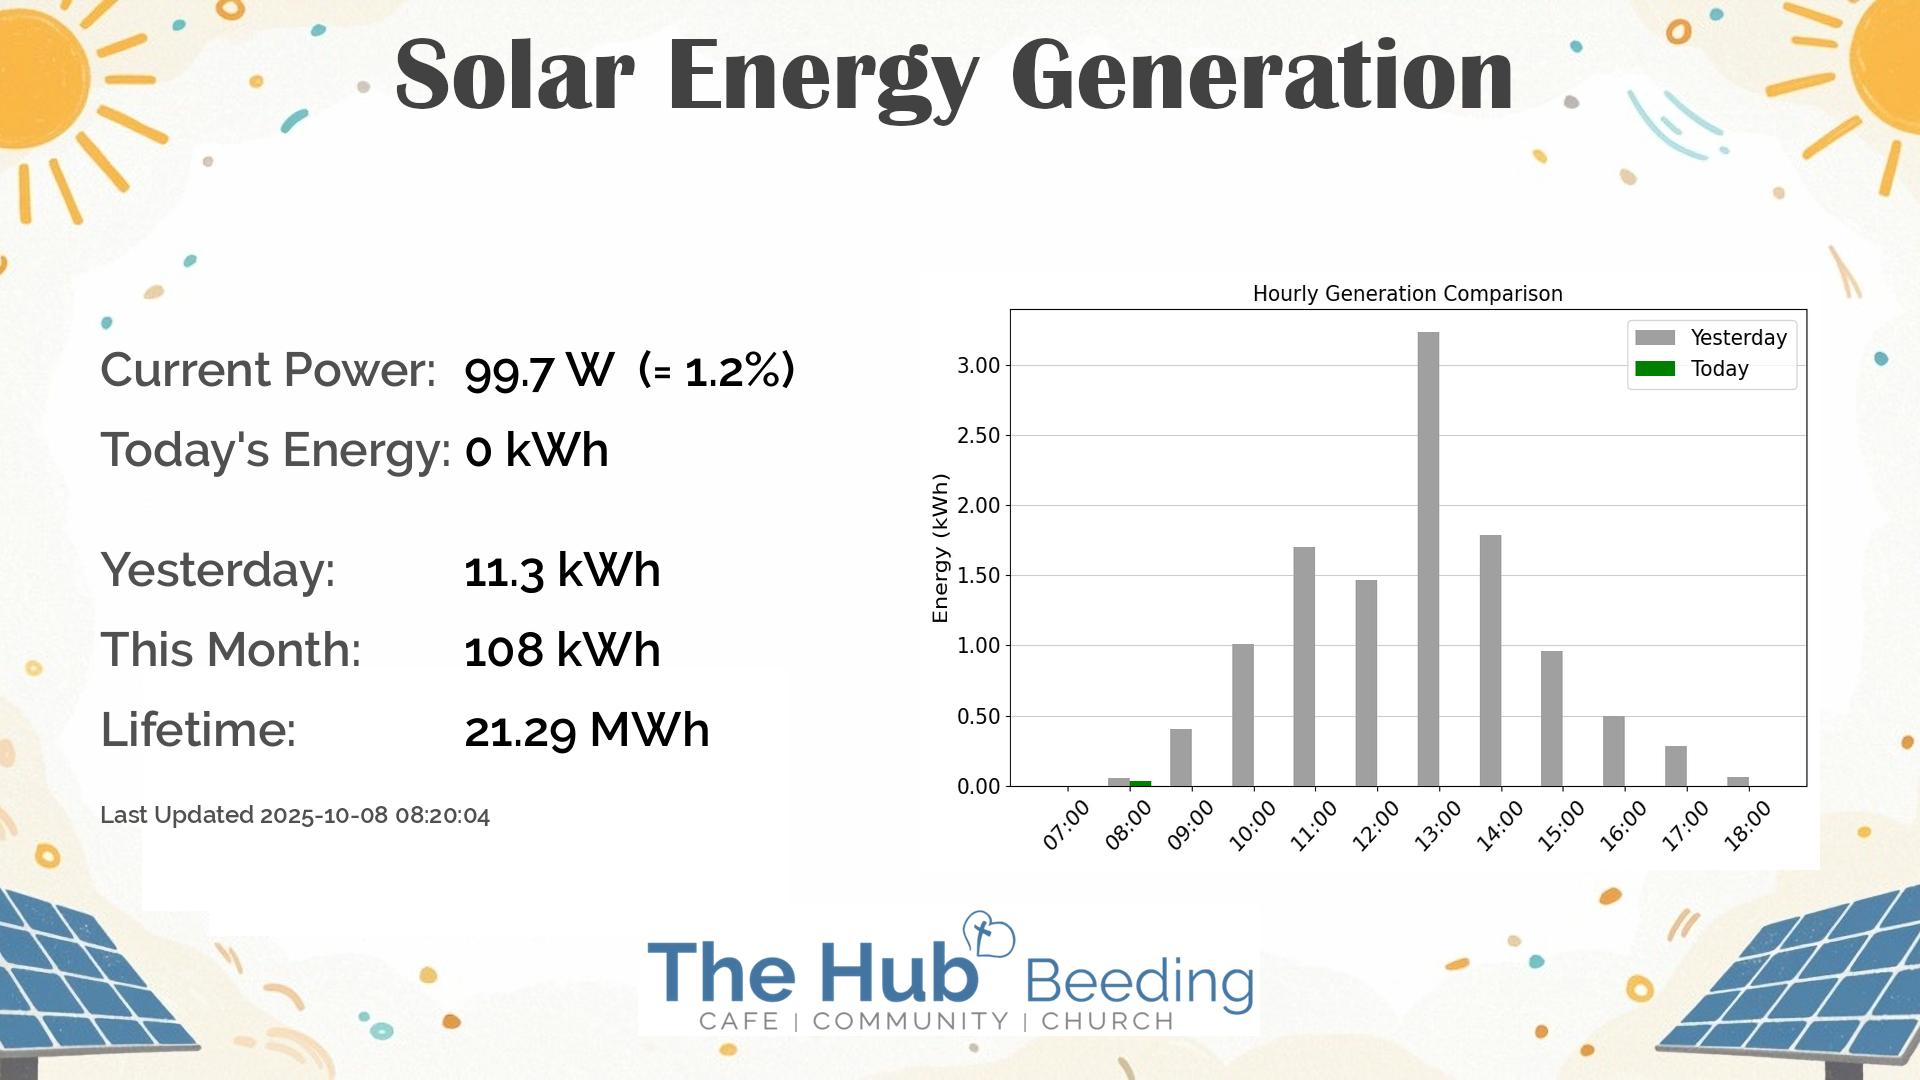 Solar Energy Generation
Current Power: 99.7 W (= 1.2%)
Today's Energy: 0 kWh
Yesterday: 11.3 kWh
This Month: 108 kWh
Lifetime: 21.29 MWh
Last Updated 2025-10-08 08:20:04
Hourly Generation Comparison
Yesterday
Today
Energy (kWh)
3.00
2.50
2.00
1.50
1.00
0.50
0.00
07:00 08:00 09:00 10:00 11:00 12:00 13:00 14:00 15:00 16:00 17:00 18:00
The Hub Beeding
CAFE | COMMUNITY | CHURCH